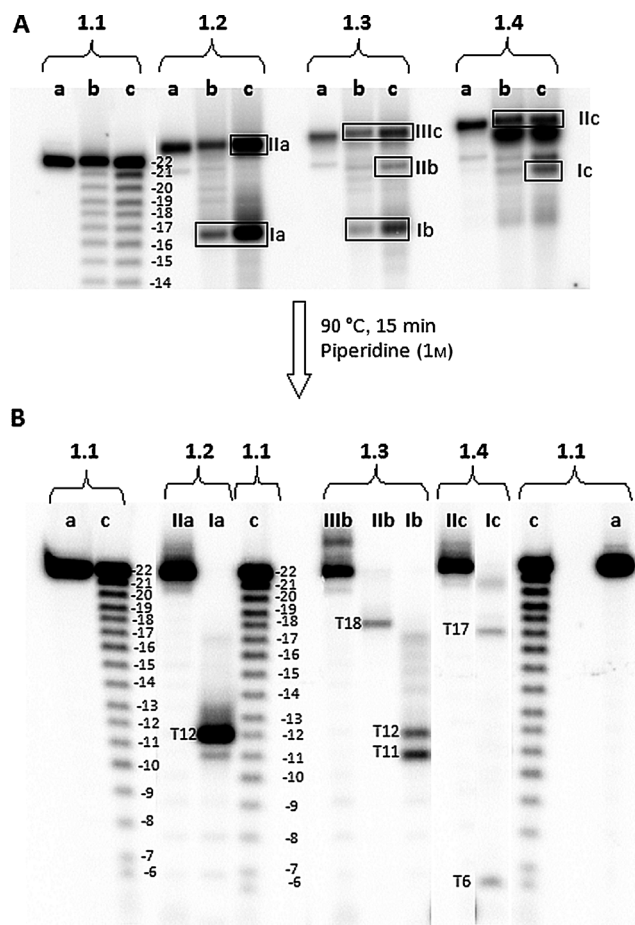 A
1.1 1.2 1.3 1.4
a b c a b c a b c a b c
IIa
Ia
IIIc
IIb
Ib
IIc
Ic
-22
-21
-20
-19
-18
-17
-16
-15
-14
90 °C, 15 min
Piperidine (1M)
B
1.1 1.2 1.1 1.3 1.4 1.1
a c IIa Ia c IIIb IIb Ib IIc Ic c a
-22
-21
-20
-19
-18
-17
-16
-15
-14
-13
-12
-11
-10
-9
-8
-7
-6
T12
-22
-21
-20
-19
-18
-17
-16
-15
-14
-13
-12
-11
-10
-9
-8
-7
-6
T18
T12
T11
T17
T6